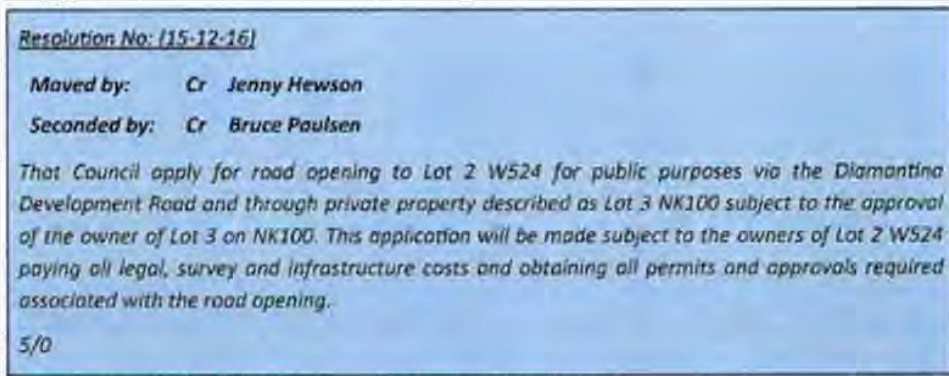 Resolution No: (15-12-16)
Moved by: Cr Jenny Hewson
Seconded by: Cr Bruce Paulsen
That Council apply for road opening to Lot 2 W524 for public purposes via the Diamantina
Development Road and through private property described as Lot 3 NK100 subject to the approval
of the owner of Lot 3 on NK100. This application will be made subject to the owners of Lot 2 W524
paying all legal, survey and infrastructure costs and obtaining all permits and approvals required
associated with the road opening.
5/0